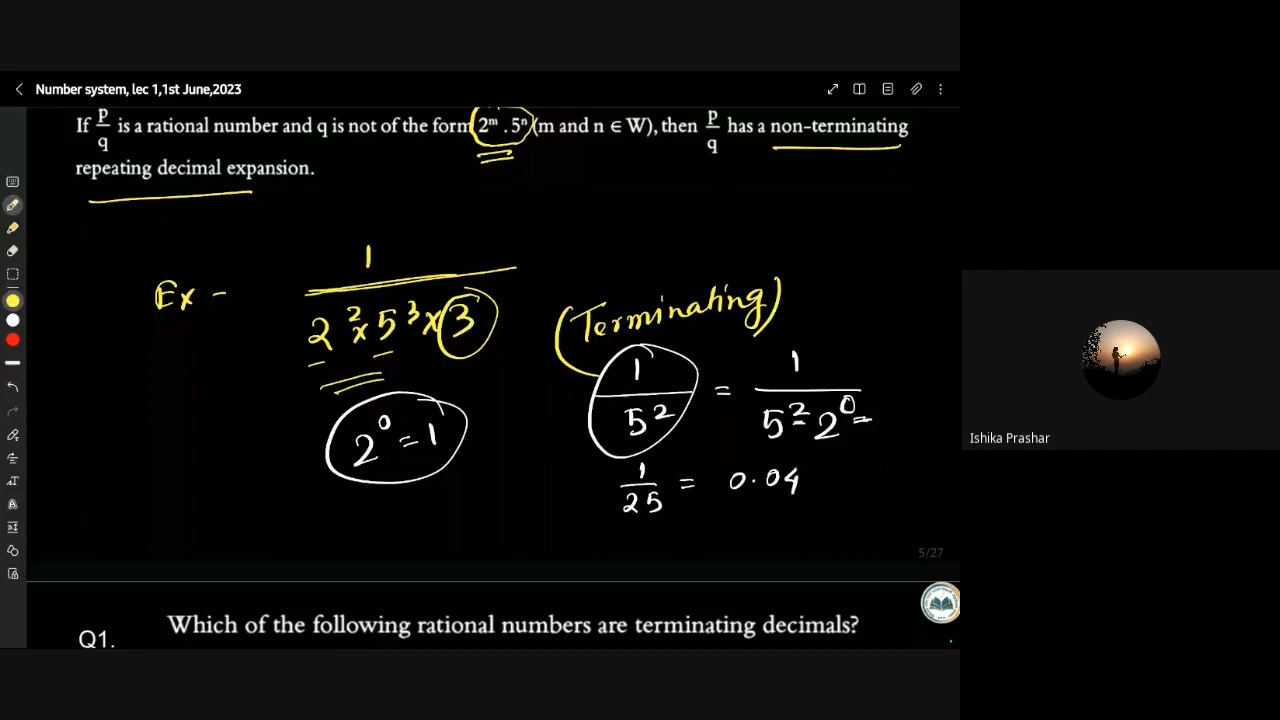 Number system, lec 1,1st June,2023
If p/q is a rational number and q is not of the form 2ᵐ . 5ⁿ (m and n ∈ W), then p/q has a non-terminating
repeating decimal expansion.
Ex - 1/(2² × 5³ × 3)
(Terminating)
1/5² = 1/(5² 2⁰)
2⁰ = 1
1/25 = 0.04
Ishika Prashar
5/27
Q1. Which of the following rational numbers are terminating decimals?